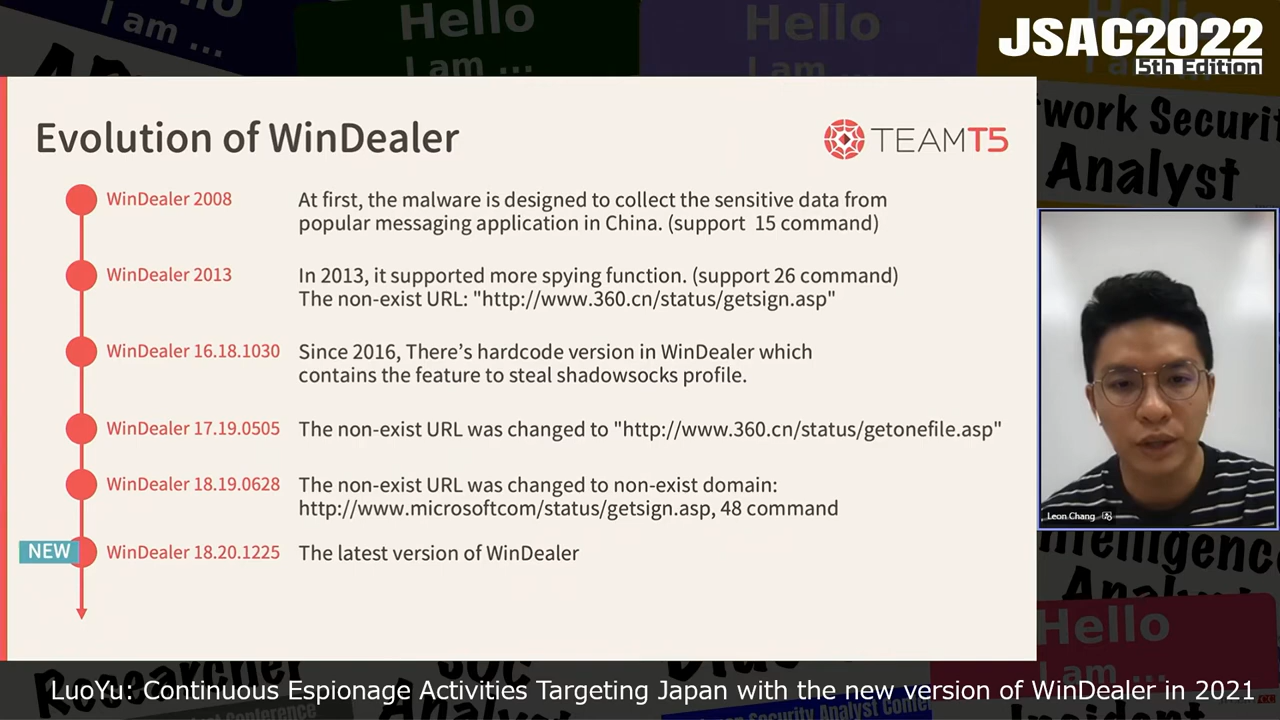 Hello
I am ...
Hello
I am ...
Hello
I am ...
JSAC2022
5th Edition
Evolution of WinDealer
TEAMT5
WinDealer 2008
At first, the malware is designed to collect the sensitive data from
popular messaging application in China. (support 15 command)
WinDealer 2013
In 2013, it supported more spying function. (support 26 command)
The non-exist URL: "http://www.360.cn/status/getsign.asp"
WinDealer 16.18.1030
Since 2016, There’s hardcode version in WinDealer which
contains the feature to steal shadowsocks profile.
WinDealer 17.19.0505
The non-exist URL was changed to "http://www.360.cn/status/getonefile.asp"
WinDealer 18.19.0628
The non-exist URL was changed to non-exist domain:
http://www.microsoftcom/status/getsign.asp, 48 command
NEW
WinDealer 18.20.1225
The latest version of WinDealer
Analyst
Leon Chang
Hello
I am ...
Researcher
LuoYu: Continuous Espionage Activities Targeting Japan with the new version of WinDealer in 2021